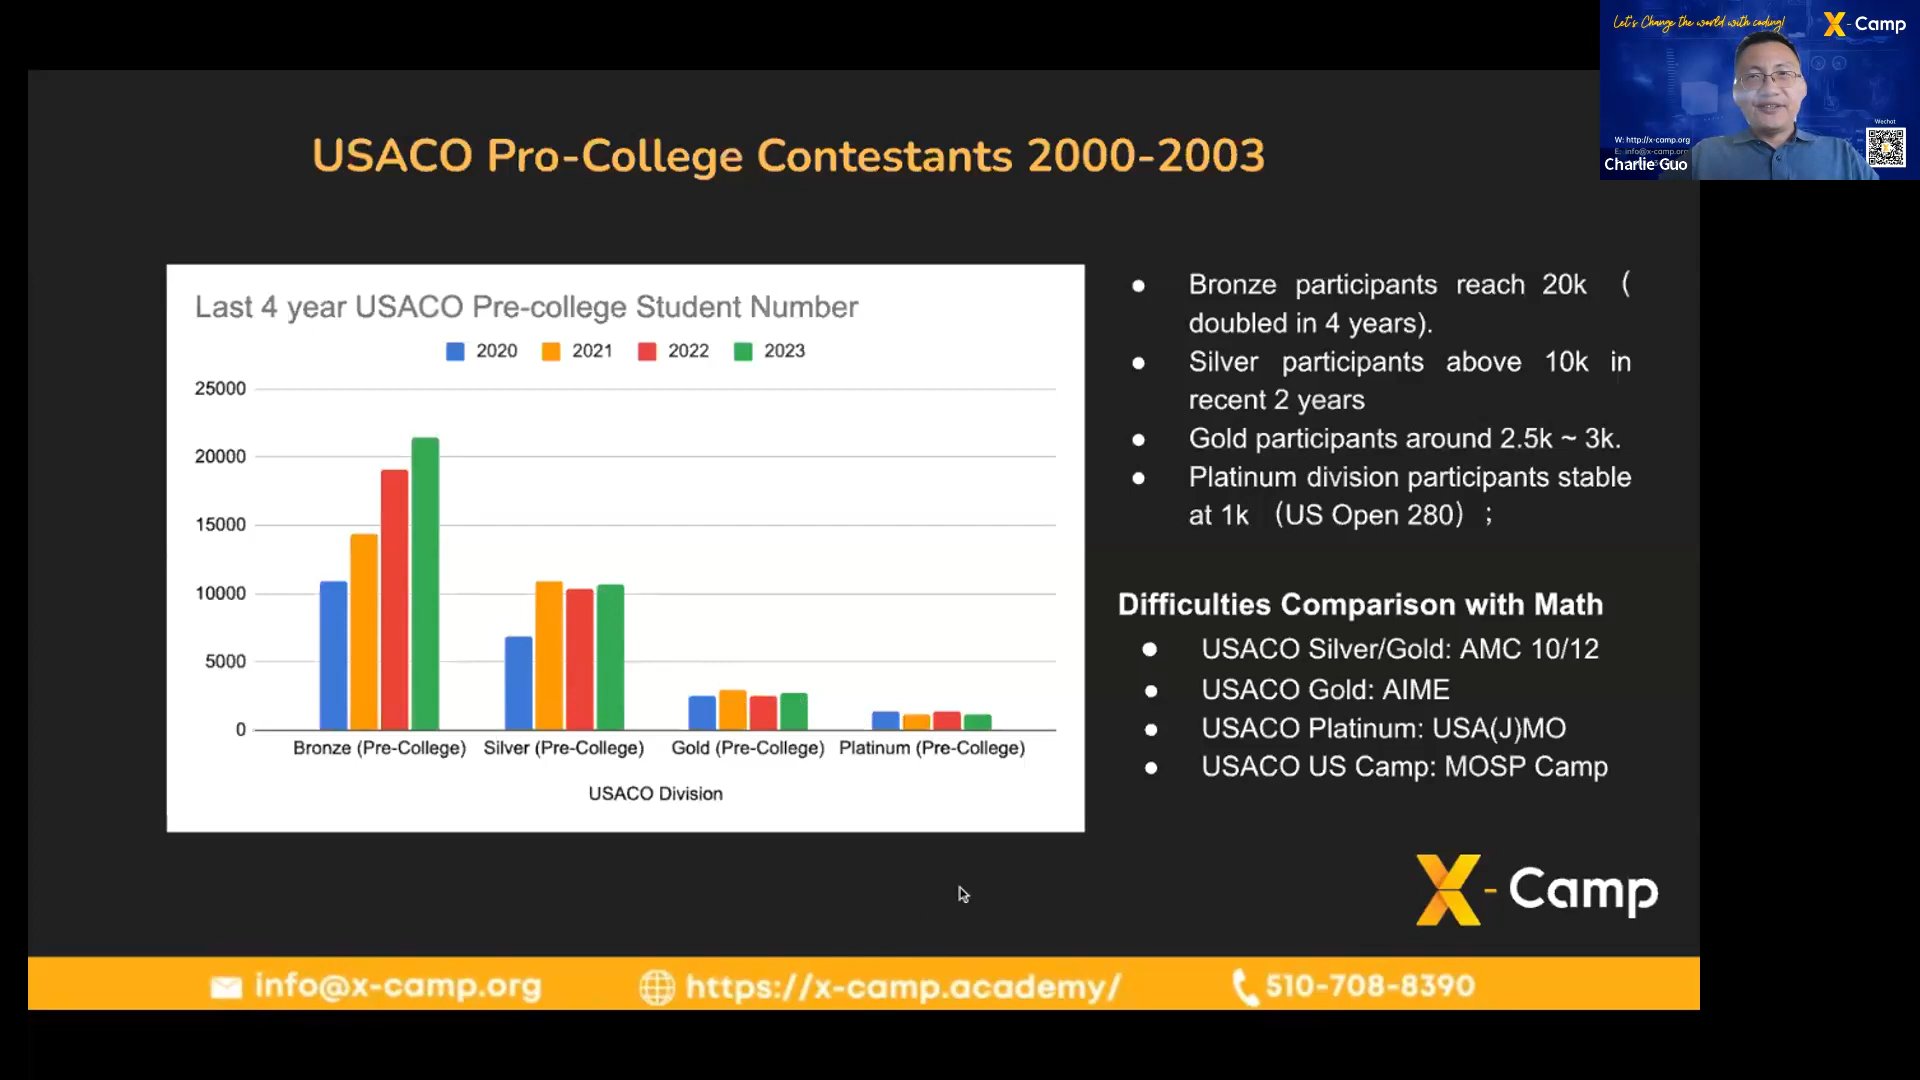 Let's Change the world with coding!
X-Camp
Wechat
W: http://x-camp.org
E: info@x-camp.org
Charlie Guo
USACO Pro-College Contestants 2000-2003
Last 4 year USACO Pre-college Student Number
2020 2021 2022 2023
25000
20000
15000
10000
5000
0
Bronze (Pre-College) Silver (Pre-College) Gold (Pre-College) Platinum (Pre-College)
USACO Division
● Bronze participants reach 20k （
doubled in 4 years).
● Silver participants above 10k in
recent 2 years
● Gold participants around 2.5k ~ 3k.
● Platinum division participants stable
at 1k （US Open 280）；
Difficulties Comparison with Math
● USACO Silver/Gold: AMC 10/12
● USACO Gold: AIME
● USACO Platinum: USA(J)MO
● USACO US Camp: MOSP Camp
X-Camp
info@x-camp.org https://x-camp.academy/ 510-708-8390